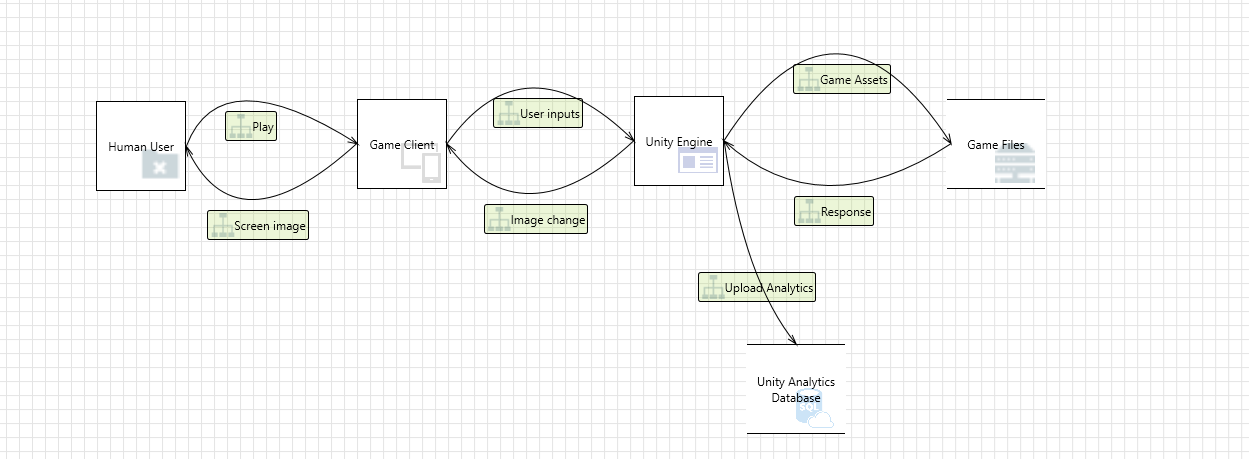 Game Assets
Play
User inputs
Human User
Game Client
Unity Engine
Game Files
Screen image
Image change
Response
Upload Analytics
Unity Analytics
Database
SQL